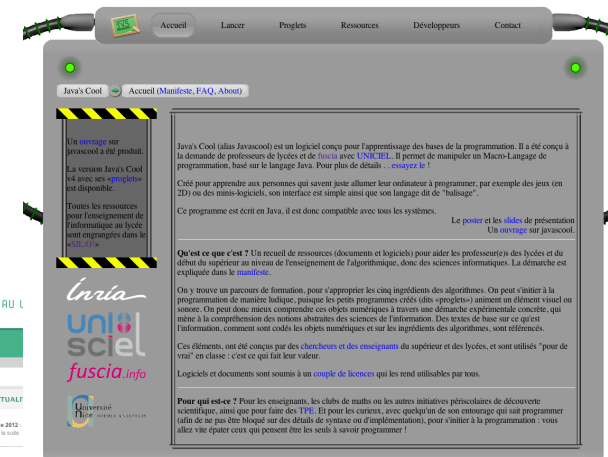 Accueil Lancer Proglets Ressources Développeurs Contact
Java's Cool Accueil (Manifeste, FAQ, About)
Un ouvrage sur
javascool a été produit.
La version Java's Cool
v4 avec ses «proglets»
est disponible.
Toutes les ressources
pour l'enseignement de
l'informatique au lycée
sont engrangées dans le
«SIL:O!»
Inria
unisciel
fuscia.info
Université
Nice SOPHIA ANTIPOLIS
Java's Cool (alias Javascool) est un logiciel conçu pour l'apprentissage des bases de la programmation. Il a été conçu à
la demande de professeurs de lycées et de fuscia avec UNICIEL. Il permet de manipuler un Macro-Langage de
programmation, basé sur le langage Java. Pour plus de détails . . essayez le !
Créé pour apprendre aux personnes qui savent juste allumer leur ordinateur à programmer, par exemple des jeux (en
2D) ou des mini-logiciels, son interface est simple ainsi que son langage dit de "balisage".
Ce programme est écrit en Java, il est donc compatible avec tous les systèmes.
Le poster et les slides de présentation
Un ouvrage sur javascool.
Qu'est ce que c'est ? Un recueil de ressources (documents et logiciels) pour aider les professeur(e)s des lycées et du
début du supérieur au niveau de l'enseignement de l'algorithmique, donc des sciences informatiques. La démarche est
expliquée dans le manifeste.
On y trouve un parcours de formation, pour s'approprier les cinq ingrédients des algorithmes. On peut s'initier à la
programmation de manière ludique, puisque les petits programmes créés (dits «proglets») animent un élément visuel ou
sonore. On peut donc mieux comprendre ces objets numériques à travers une démarche expérimentale concrète, qui
mène à la compréhension des notions abstraites des sciences de l'information. Des textes de base sur ce qu'est
l'information, comment sont codés les objets numériques et sur les ingrédients des algorithmes, sont référencés.
Ces éléments, ont été conçus par des chercheurs et des enseignants du supérieur et des lycées, et sont utilisés "pour de
vrai" en classe : c'est ce qui fait leur valeur.
Logiciels et documents sont soumis à un couple de licences qui les rend utilisables par tous.
Pour qui est-ce ? Pour les enseignants, les clubs de maths ou les autres initiatives périscolaires de découverte
scientifique, ainsi que pour faire des TPE. Et pour les curieux, avec quelqu'un de son entourage qui sait programmer
(afin de ne pas être bloqué sur des détails de syntaxe ou d'implémentation), pour s'initier à la programmation : vous
allez vite épater ceux qui pensent être les seuls à savoir programmer !
AU L
TUALI
e 2012
la suite